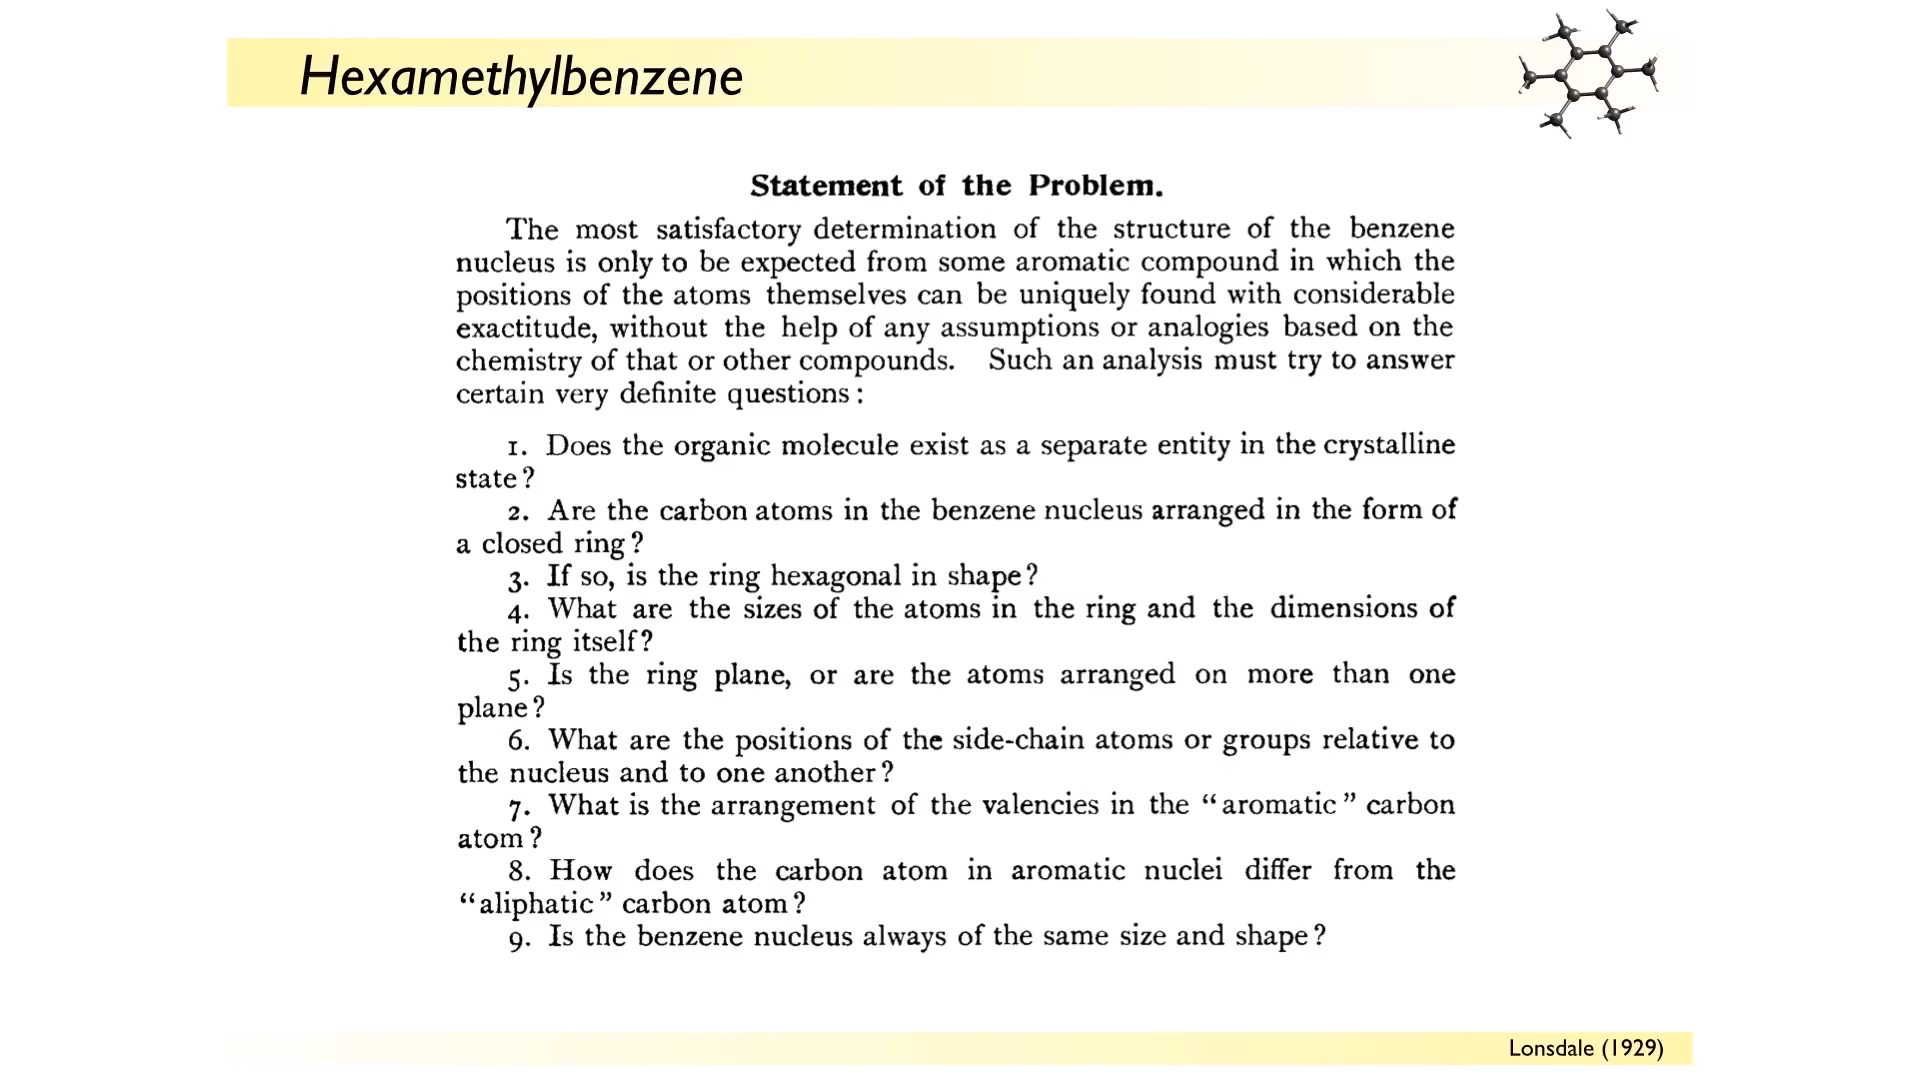 Hexamethylbenzene
Statement of the Problem.
The most satisfactory determination of the structure of the benzene
nucleus is only to be expected from some aromatic compound in which the
positions of the atoms themselves can be uniquely found with considerable
exactitude, without the help of any assumptions or analogies based on the
chemistry of that or other compounds. Such an analysis must try to answer
certain very definite questions :
1. Does the organic molecule exist as a separate entity in the crystalline
state ?
2. Are the carbon atoms in the benzene nucleus arranged in the form of
a closed ring ?
3. If so, is the ring hexagonal in shape ?
4. What are the sizes of the atoms in the ring and the dimensions of
the ring itself?
5. Is the ring plane, or are the atoms arranged on more than one
plane ?
6. What are the positions of the side-chain atoms or groups relative to
the nucleus and to one another ?
7. What is the arrangement of the valencies in the “ aromatic ” carbon
atom ?
8. How does the carbon atom in aromatic nuclei differ from the
“ aliphatic ” carbon atom ?
9. Is the benzene nucleus always of the same size and shape ?
Lonsdale (1929)